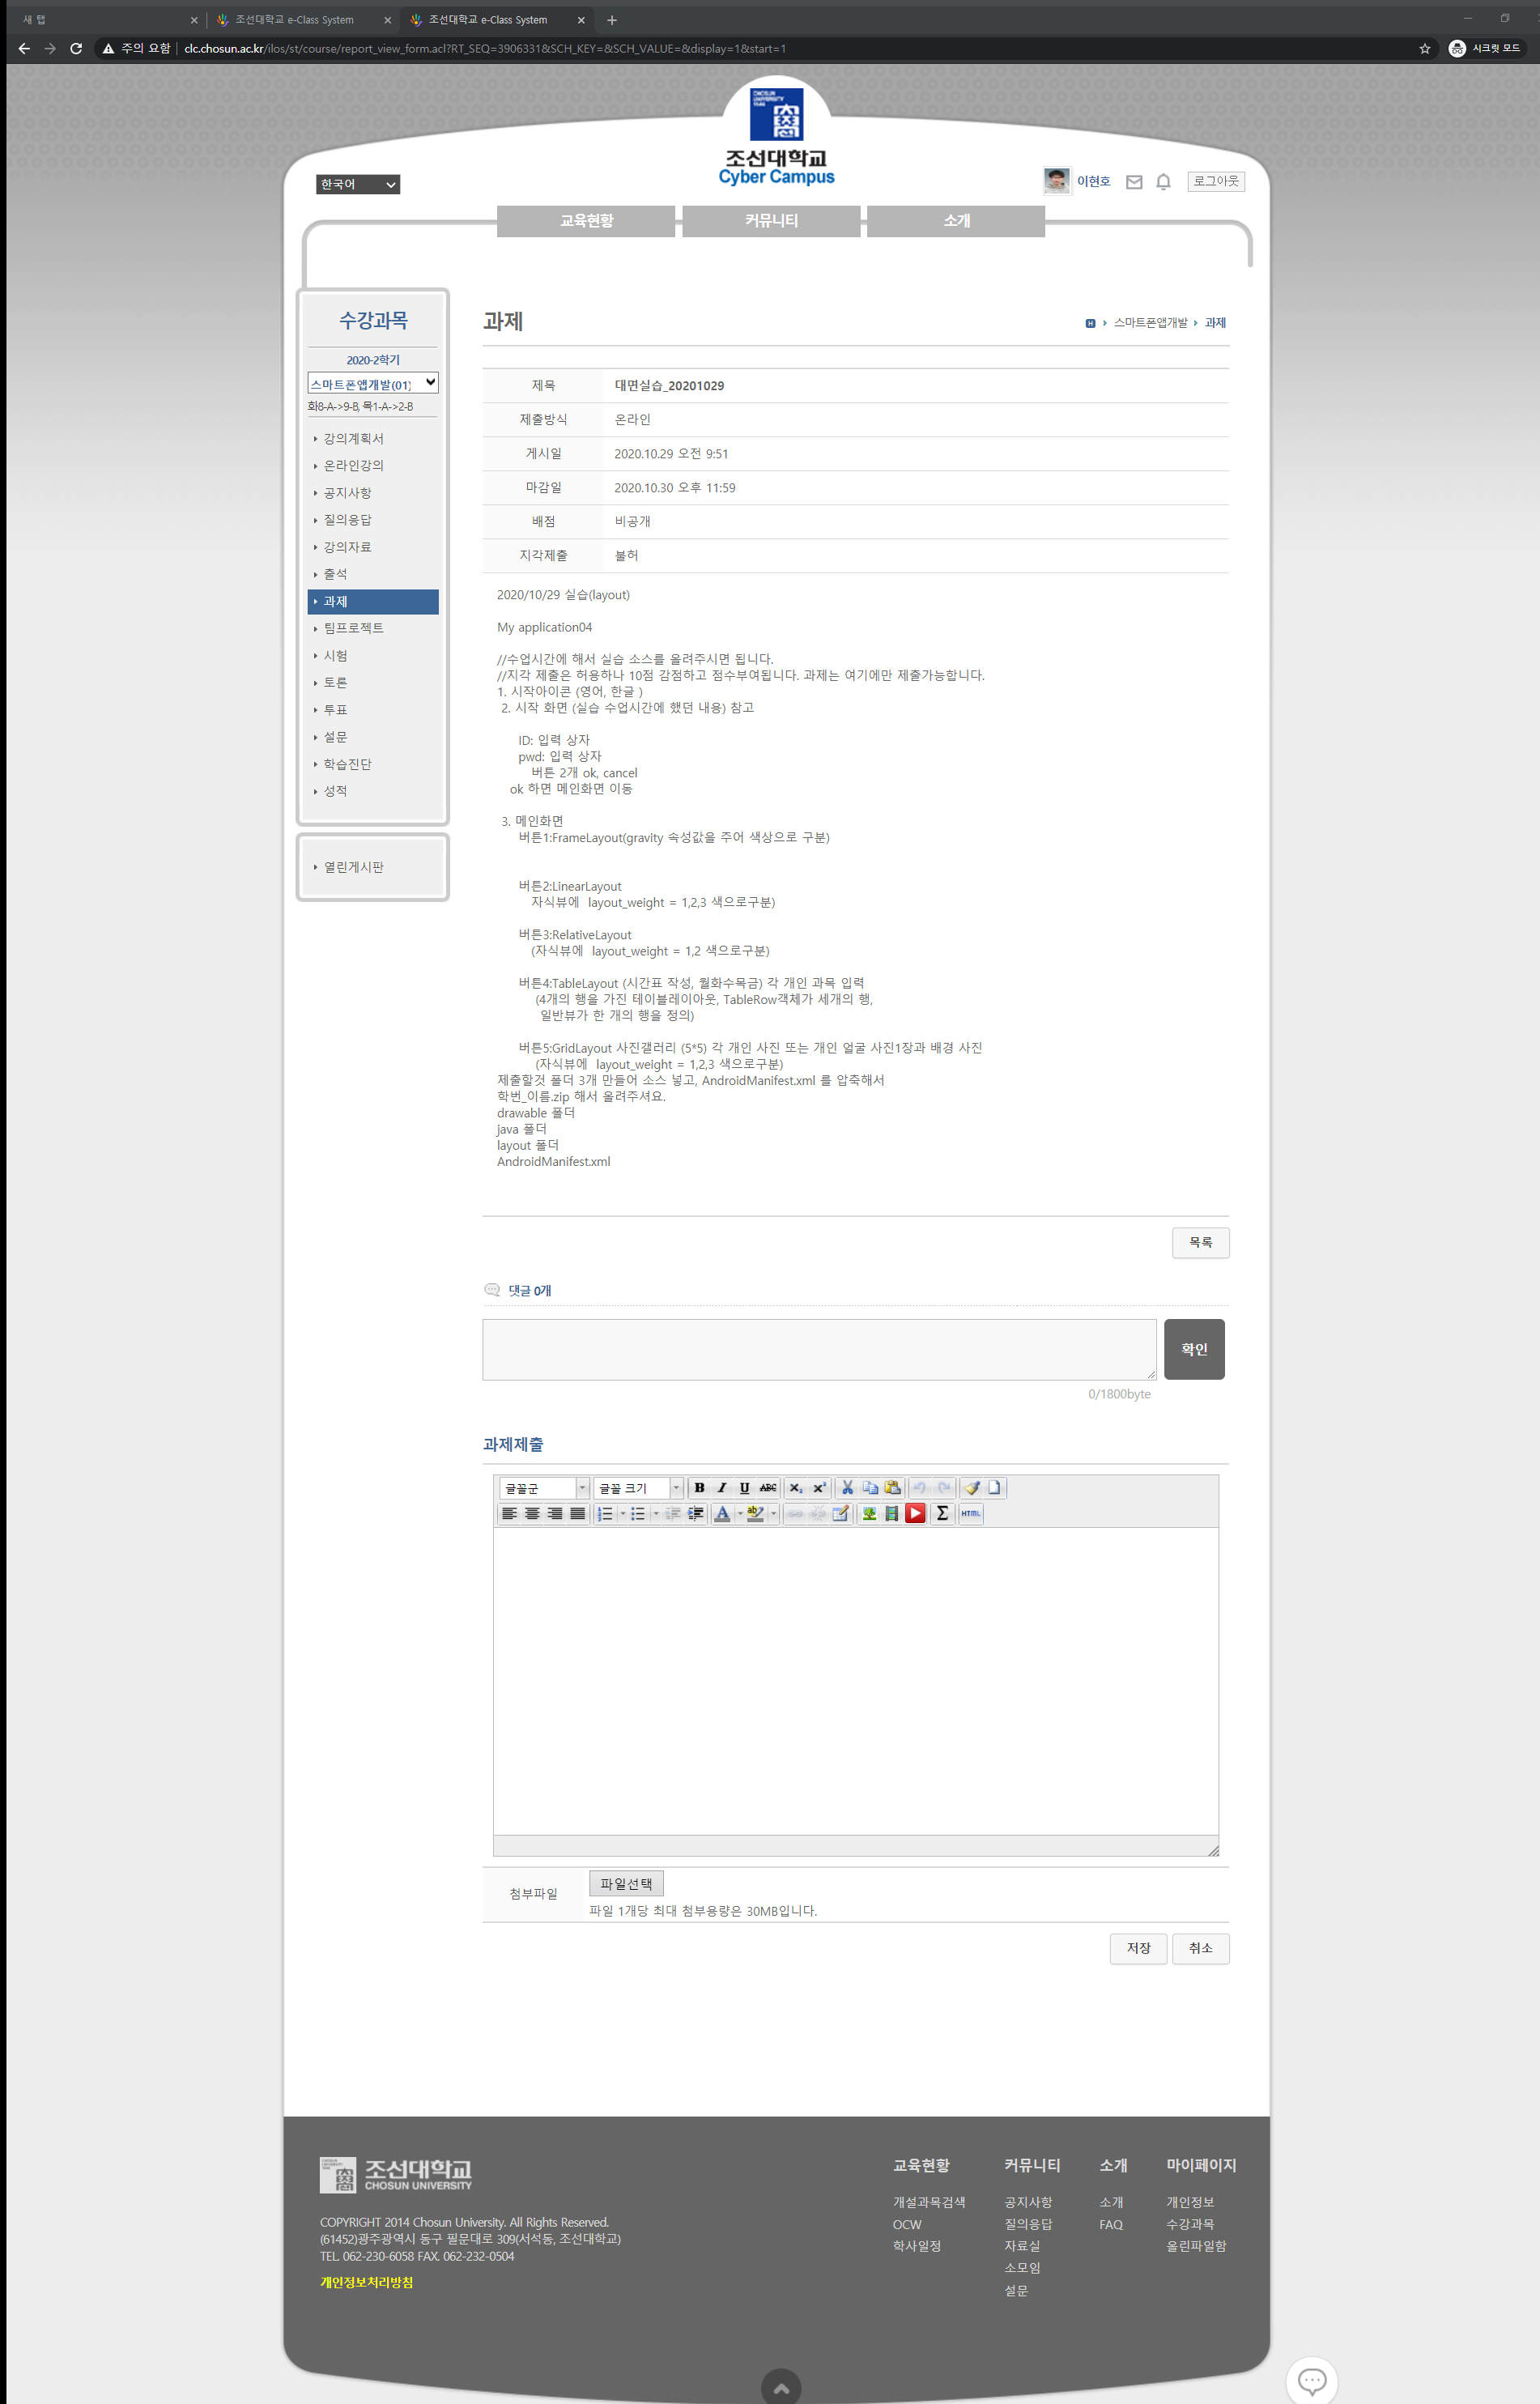 새 탭
조선대학교 e-Class System
조선대학교 e-Class System
주의 요함 | clc.chosun.ac.kr/ilos/st/course/report_view_form.acl?RT_SEQ=3906331&SCH_KEY=&SCH_VALUE=&display=1&start=1
시크릿 모드
CHOSUN UNIVERSITY 1946
조선대학교
Cyber Campus
한국어
이현호
로그아웃
교육현황 커뮤니티 소개
수강과목
2020-2학기
스마트폰앱개발(01)
화8-A->9-B, 목1-A->2-B
강의계획서
온라인강의
공지사항
질의응답
강의자료
출석
과제
팀프로젝트
시험
토론
투표
설문
학습진단
성적
열린게시판
과제
H › 스마트폰앱개발 › 과제
제목 대면실습_20201029
제출방식 온라인
게시일 2020.10.29 오전 9:51
마감일 2020.10.30 오후 11:59
배점 비공개
지각제출 불허
2020/10/29 실습(layout)
My application04
//수업시간에 해서 실습 소스를 올려주시면 됩니다.
//지각 제출은 허용하나 10점 감점하고 점수부여됩니다. 과제는 여기에만 제출가능합니다.
1. 시작아이콘 (영어, 한글 )
2. 시작 화면 (실습 수업시간에 했던 내용) 참고
ID: 입력 상자
pwd: 입력 상자
버튼 2개 ok, cancel
ok 하면 메인화면 이동
3. 메인화면
버튼1:FrameLayout(gravity 속성값을 주어 색상으로 구분)
버튼2:LinearLayout
자식뷰에 layout_weight = 1,2,3 색으로구분)
버튼3:RelativeLayout
(자식뷰에 layout_weight = 1,2 색으로구분)
버튼4:TableLayout (시간표 작성, 월화수목금) 각 개인 과목 입력
(4개의 행을 가진 테이블레이아웃, TableRow객체가 세개의 행,
일반뷰가 한 개의 행을 정의)
버튼5:GridLayout 사진갤러리 (5*5) 각 개인 사진 또는 개인 얼굴 사진1장과 배경 사진
(자식뷰에 layout_weight = 1,2,3 색으로구분)
제출할것 폴더 3개 만들어 소스 넣고, AndroidManifest.xml 를 압축해서
학번_이름.zip 해서 올려주셔요.
drawable 폴더
java 폴더
layout 폴더
AndroidManifest.xml
목록
댓글 0개
확인
0/1800byte
과제제출
글꼴군 글꼴 크기 B I U ABC X₂ X²
A ab Σ HTML
첨부파일
파일선택
파일 1개당 최대 첨부용량은 30MB입니다.
저장 취소
조선대학교
CHOSUN UNIVERSITY
COPYRIGHT 2014 Chosun University. All Rights Reserved.
(61452)광주광역시 동구 필문대로 309(서석동, 조선대학교)
TEL. 062-230-6058 FAX. 062-232-0504
개인정보처리방침
교육현황
개설과목검색
OCW
학사일정
커뮤니티
공지사항
질의응답
자료실
소모임
설문
소개
소개
FAQ
마이페이지
개인정보
수강과목
올린파일함